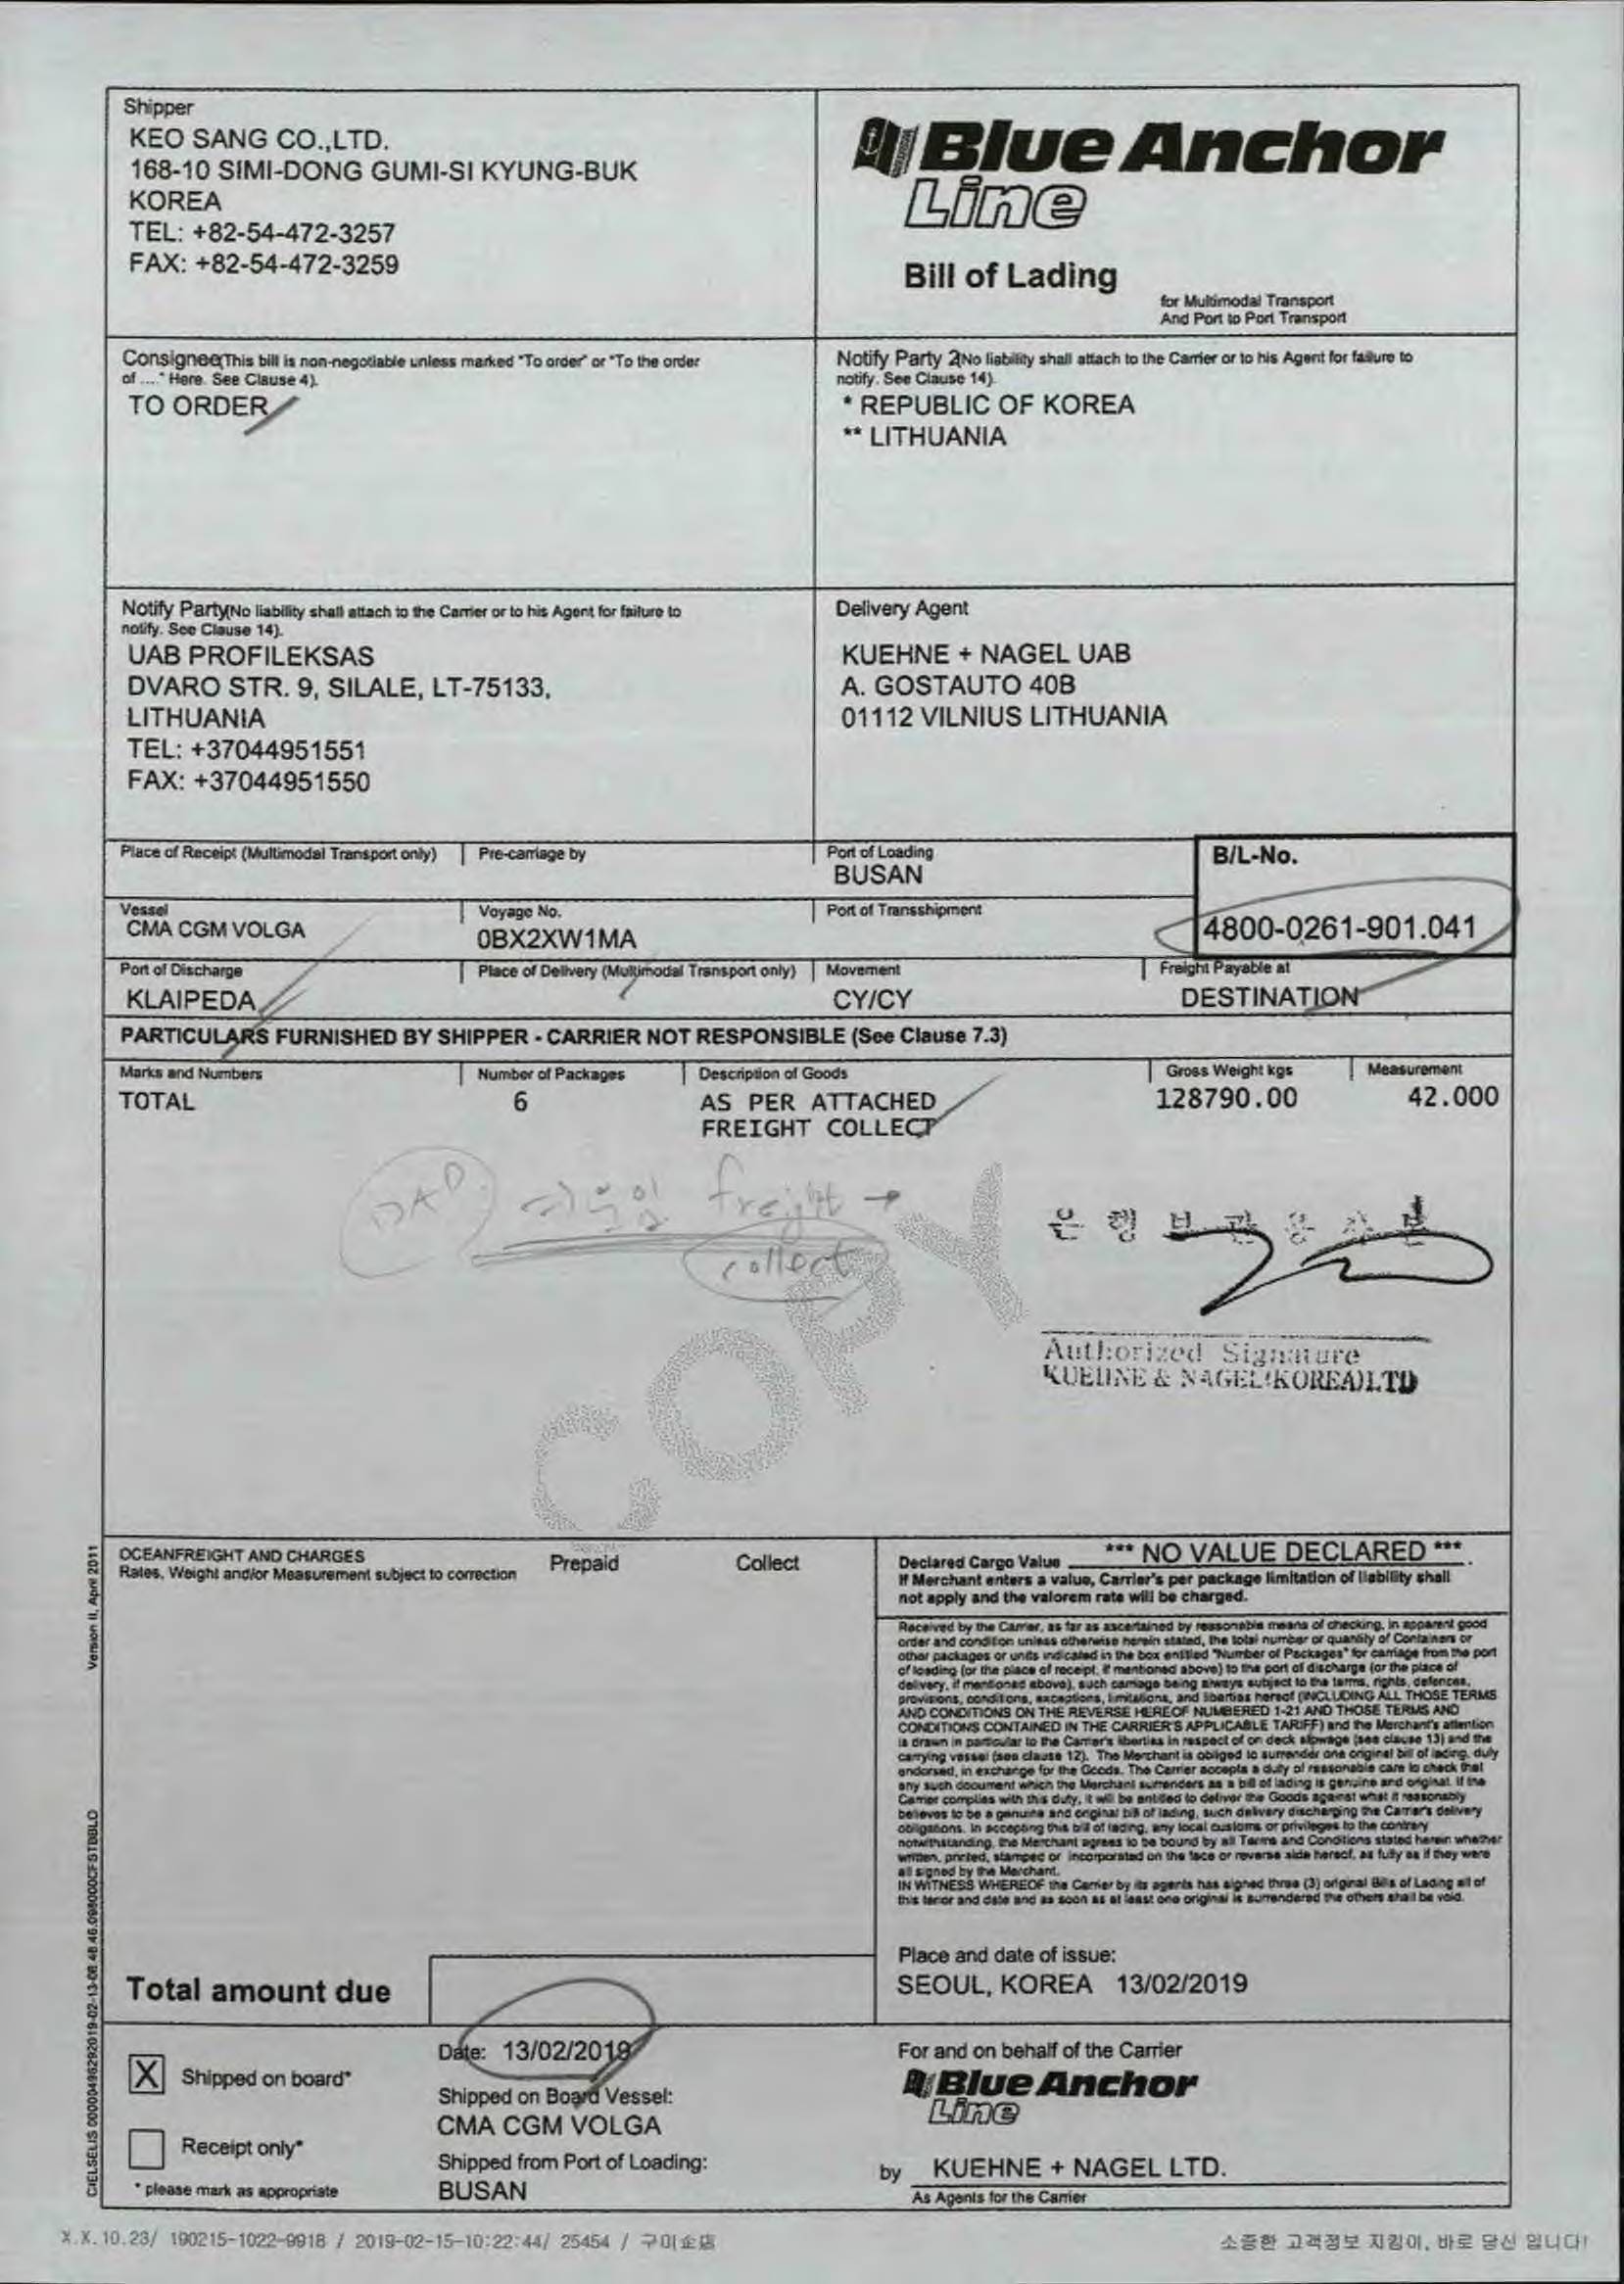 Shipper
KEO SANG CO.,LTD.
168-10 SIMI-DONG GUMI-SI KYUNG-BUK
KOREA
TEL: +82-54-472-3257
FAX: +82-54-472-3259
Blue Anchor
Line
Bill of Lading
for Multimodal Transport
And Port to Port Transport
Consignee(This bill is non-negotiable unless marked "To order" or "To the order
of ...." Here. See Clause 4).
TO ORDER
Notify Party 2(No liability shall attach to the Carrier or to his Agent for failure to
notify. See Clause 14).
* REPUBLIC OF KOREA
** LITHUANIA
Notify Party(No liability shall attach to the Carrier or to his Agent for failure to
notify. See Clause 14).
UAB PROFILEKSAS
DVARO STR. 9, SILALE, LT-75133,
LITHUANIA
TEL: +37044951551
FAX: +37044951550
Delivery Agent
KUEHNE + NAGEL UAB
A. GOSTAUTO 40B
01112 VILNIUS LITHUANIA
Place of Receipt (Multimodal Transport only)
Pre-carriage by
Port of Loading
BUSAN
B/L-No.
4800-0261-901.041
Vessel
CMA CGM VOLGA
Voyage No.
0BX2XW1MA
Port of Transshipment
Port of Discharge
KLAIPEDA
Place of Delivery (Multimodal Transport only)
Movement
CY/CY
Freight Payable at
DESTINATION
PARTICULARS FURNISHED BY SHIPPER - CARRIER NOT RESPONSIBLE (See Clause 7.3)
Marks and Numbers Number of Packages Description of Goods Gross Weight kgs Measurement
TOTAL 6 AS PER ATTACHED 128790.00 42.000
FREIGHT COLLECT
freight →
collect
COPY
은행보관용사본
Authorized Signature
KUEHNE & NAGEL(KOREA)LTD
OCEANFREIGHT AND CHARGES
Rates, Weight and/or Measurement subject to correction
Prepaid
Collect
Declared Cargo Value *** NO VALUE DECLARED *** .
If Merchant enters a value, Carrier's per package limitation of liability shall
not apply and the valorem rate will be charged.
Received by the Carrier, as far as ascertained by reasonable means of checking, in apparent good
order and condition unless otherwise herein stated, the total number or quantity of Containers or
other packages or units indicated in the box entitled "Number of Packages" for carriage from the port
of loading (or the place of receipt, if mentioned above) to the port of discharge (or the place of
delivery, if mentioned above), such carriage being always subject to the terms, rights, defences,
provisions, conditions, exceptions, limitations, and liberties hereof (INCLUDING ALL THOSE TERMS
AND CONDITIONS ON THE REVERSE HEREOF NUMBERED 1-21 AND THOSE TERMS AND
CONDITIONS CONTAINED IN THE CARRIER'S APPLICABLE TARIFF) and the Merchant's attention
is drawn in particular to the Carrier's liberties in respect of on deck stowage (see clause 13) and the
carrying vessel (see clause 12). The Merchant is obliged to surrender one original bill of lading, duly
endorsed, in exchange for the Goods. The Carrier accepts a duty of reasonable care to check that
any such document which the Merchant surrenders as a bill of lading is genuine and original. If the
Carrier complies with this duty, it will be entitled to deliver the Goods against what it reasonably
believes to be a genuine and original bill of lading, such delivery discharging the Carrier's delivery
obligations. In accepting this bill of lading, any local customs or privileges to the contrary
notwithstanding, the Merchant agrees to be bound by all Terms and Conditions stated herein whether
written, printed, stamped or incorporated on the face or reverse side hereof, as fully as if they were
all signed by the Merchant.
IN WITNESS WHEREOF the Carrier by its agents has signed three (3) original Bills of Lading all of
this tenor and date and as soon as at least one original is surrendered the others shall be void.
Version II, April 2011
Total amount due
Place and date of issue:
SEOUL, KOREA 13/02/2019
X Shipped on board*
Receipt only*
* please mark as appropriate
Date: 13/02/2019
Shipped on Board Vessel:
CMA CGM VOLGA
Shipped from Port of Loading:
BUSAN
For and on behalf of the Carrier
Blue Anchor
Line
by KUEHNE + NAGEL LTD.
As Agents for the Carrier
X.X.10.23/ 190215-1022-9918 / 2019-02-15-10:22:44/ 25454 /
소중한 고객정보 지킴이, 바로 당신 입니다!